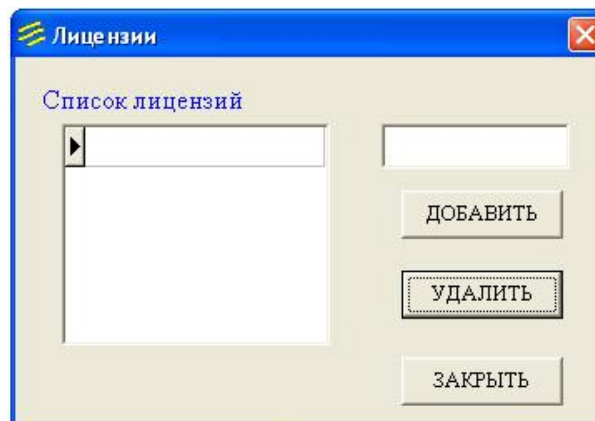 Лицензии
Список лицензий
ДОБАВИТЬ
УДАЛИТЬ
ЗАКРЫТЬ